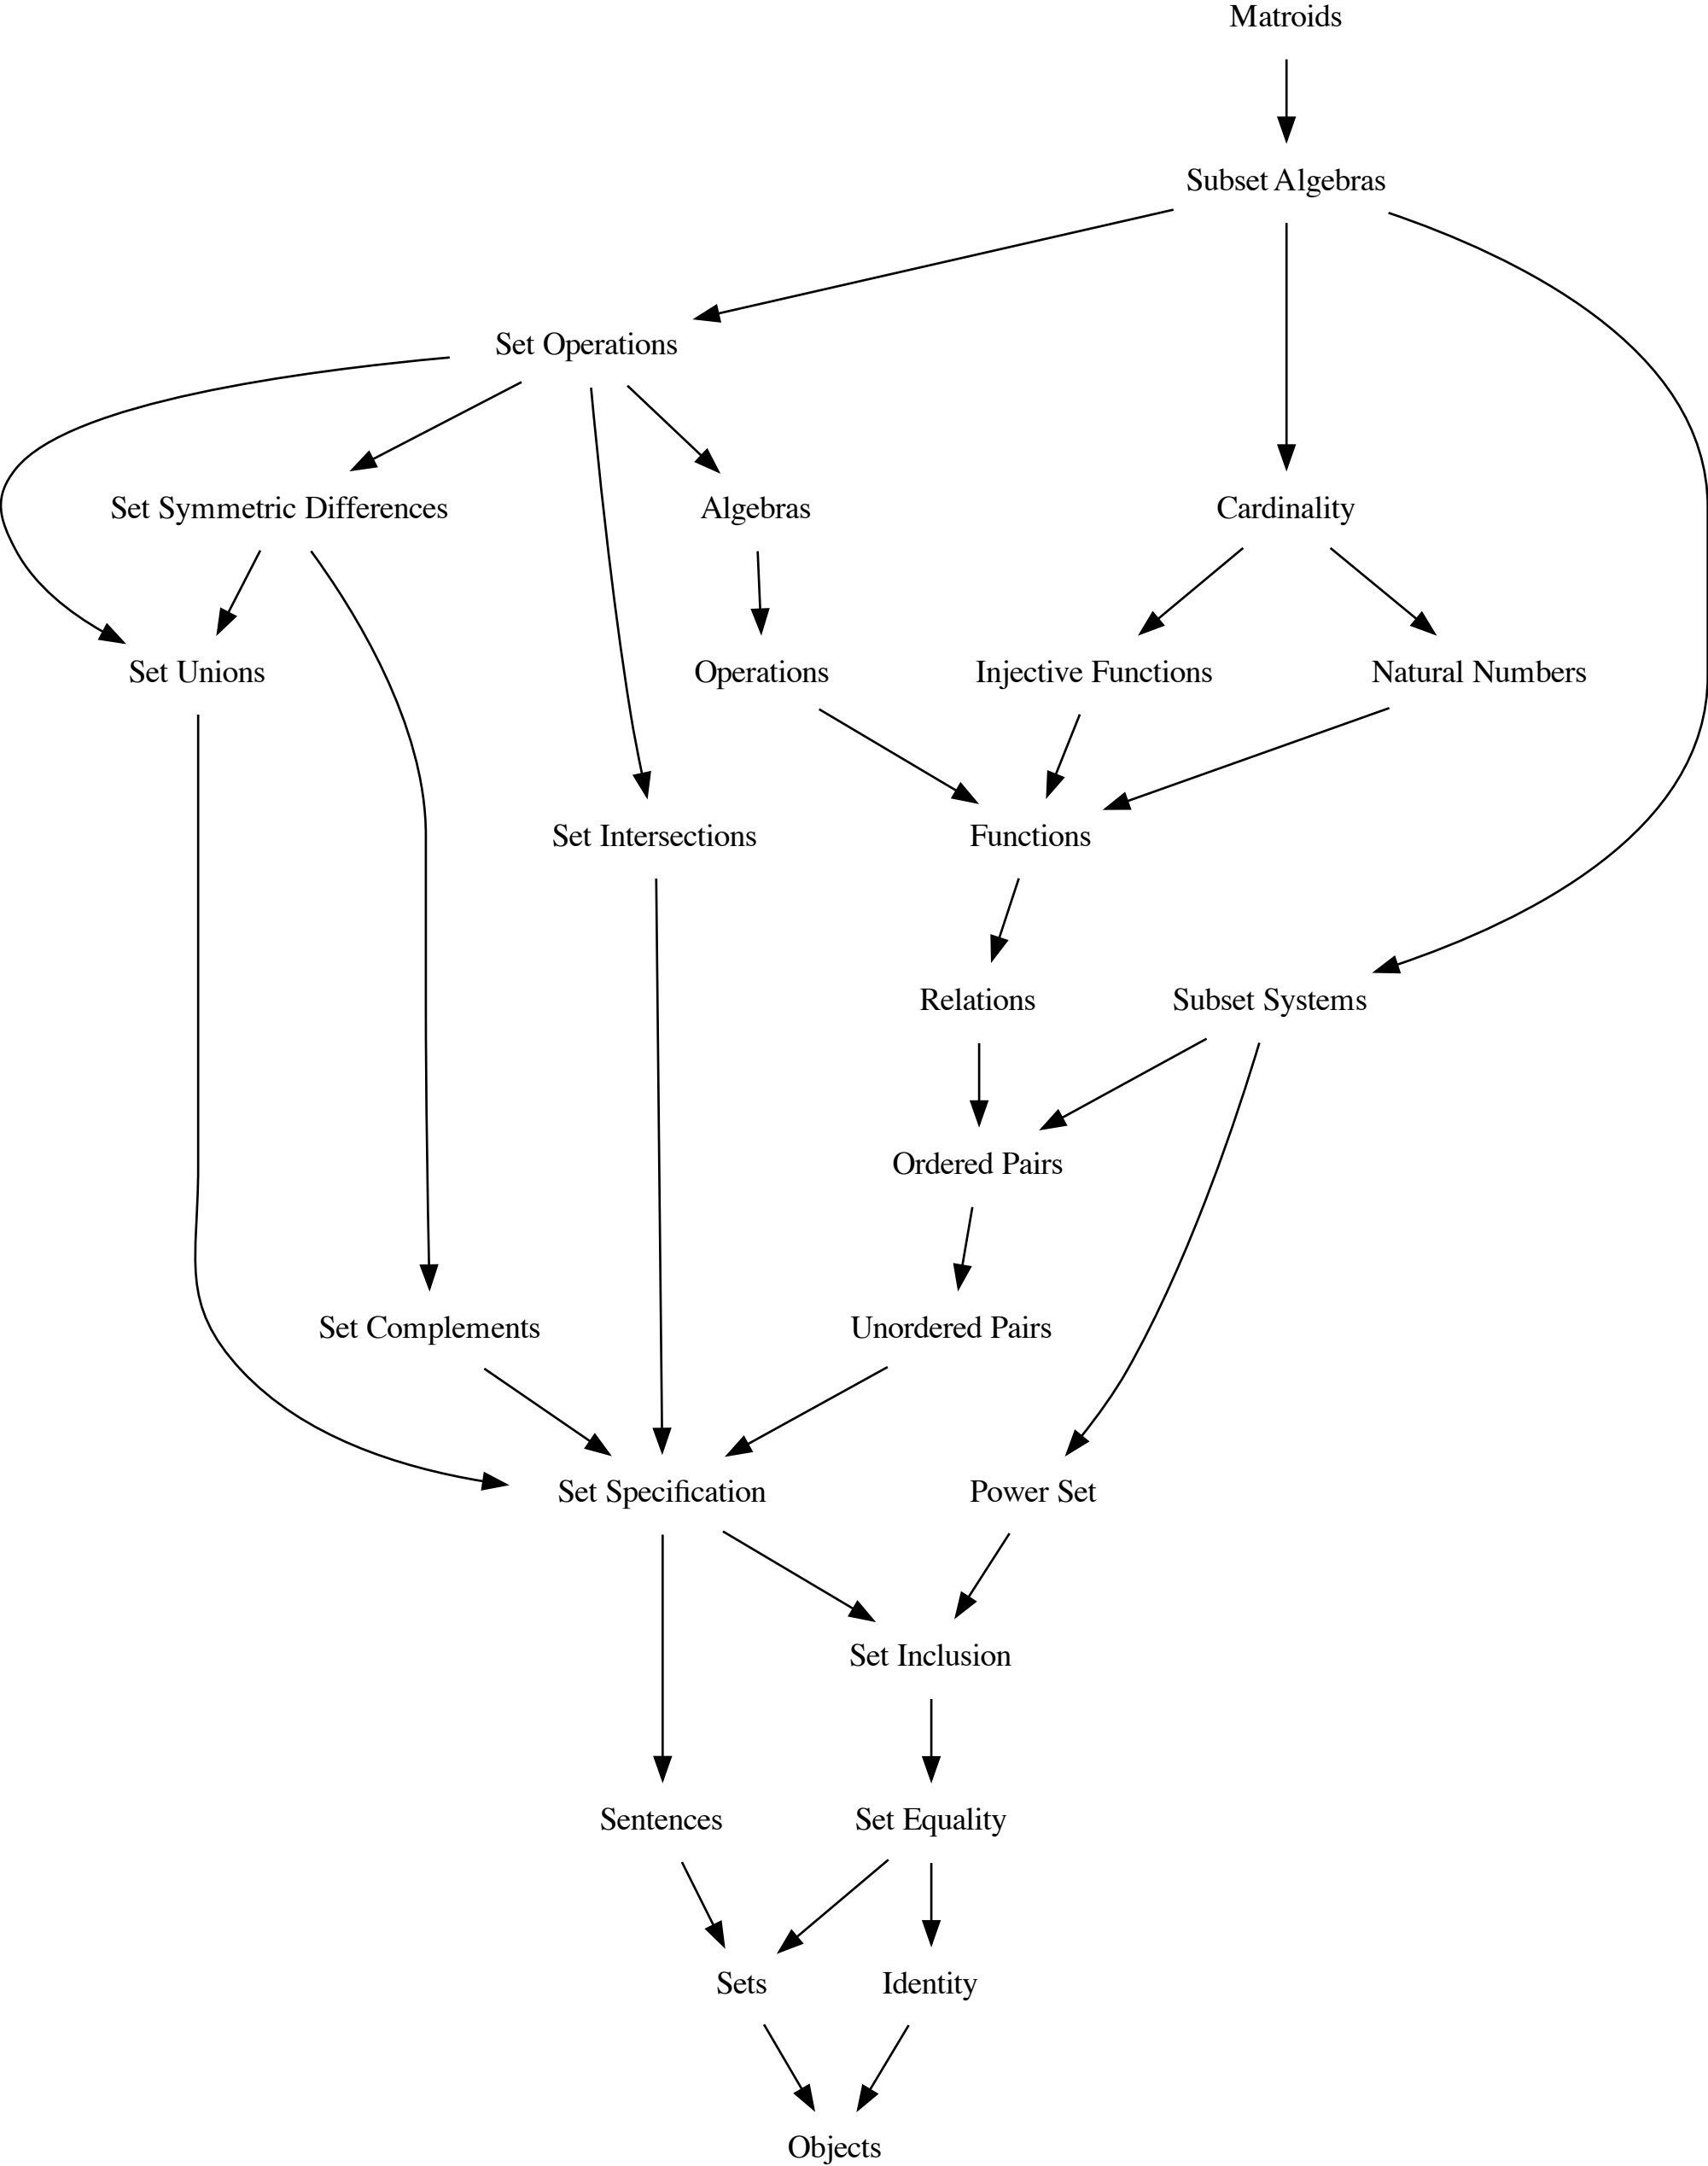 Matroids
Subset Algebras
Set Operations
Set Symmetric Differences
Algebras
Cardinality
Set Unions
Operations
Injective Functions
Natural Numbers
Set Intersections
Functions
Relations
Subset Systems
Ordered Pairs
Set Complements
Unordered Pairs
Set Specification
Power Set
Set Inclusion
Sentences
Set Equality
Sets
Identity
Objects